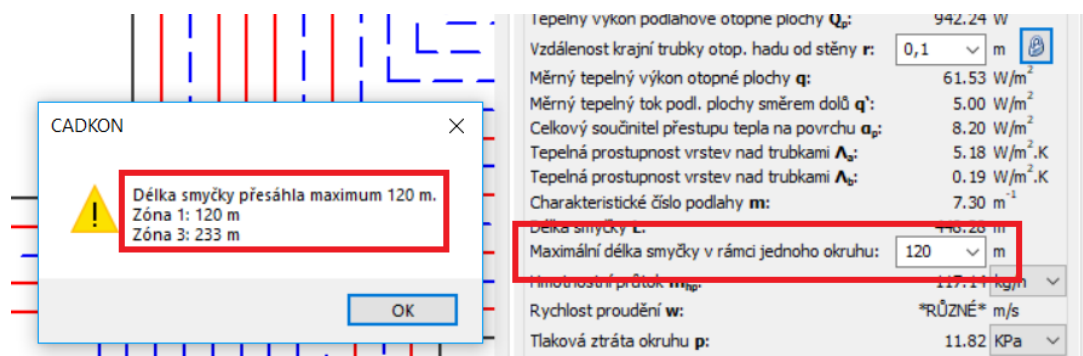 CADKON
Délka smyčky přesáhla maximum 120 m.
Zóna 1: 120 m
Zóna 3: 233 m
OK
Tepelný výkon podlahové otopné plochy Qp: 942.24 W
Vzdálenost krajní trubky otop. hadu od stěny r: 0,1 m
Měrný tepelný výkon otopné plochy q: 61.53 W/m²
Měrný tepelný tok podl. plochy směrem dolů q`: 5.00 W/m²
Celkový součinitel přestupu tepla na povrchu αp: 8.20 W/m²
Tepelná prostupnost vrstev nad trubkami Λa: 5.18 W/m².K
Tepelná prostupnost vrstev nad trubkami Λb: 0.19 W/m².K
Charakteristické číslo podlahy m: 7.30 m⁻¹
Délka smyčky L: 448.28 m
Maximální délka smyčky v rámci jednoho okruhu: 120 m
Hmotnostní průtok mhp: 117.14 kg/h
Rychlost proudění w: *RŮZNÉ* m/s
Tlaková ztráta okruhu p: 11.82 KPa